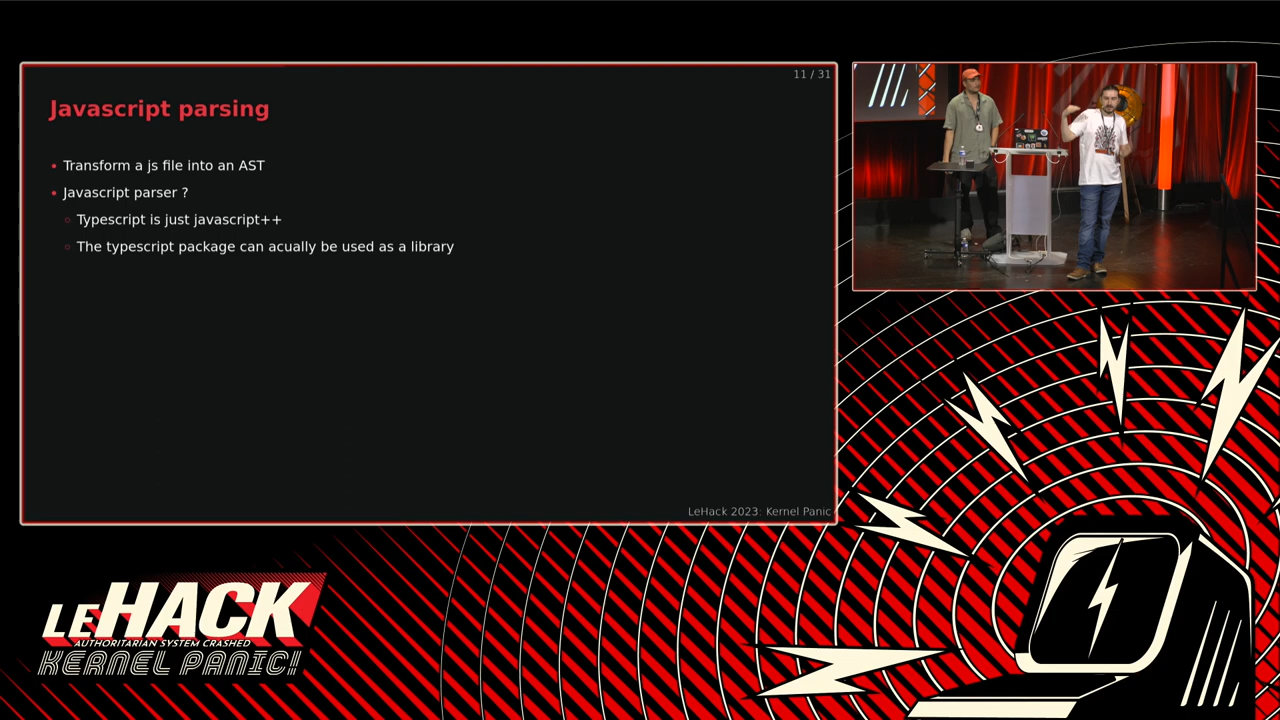 11 / 31
Javascript parsing
Transform a js file into an AST
Javascript parser ?
Typescript is just javascript++
The typescript package can acually be used as a library
LeHack 2023: Kernel Panic
LEHACK
AUTHORITARIAN SYSTEM CRASHED
KERNEL PANIC!